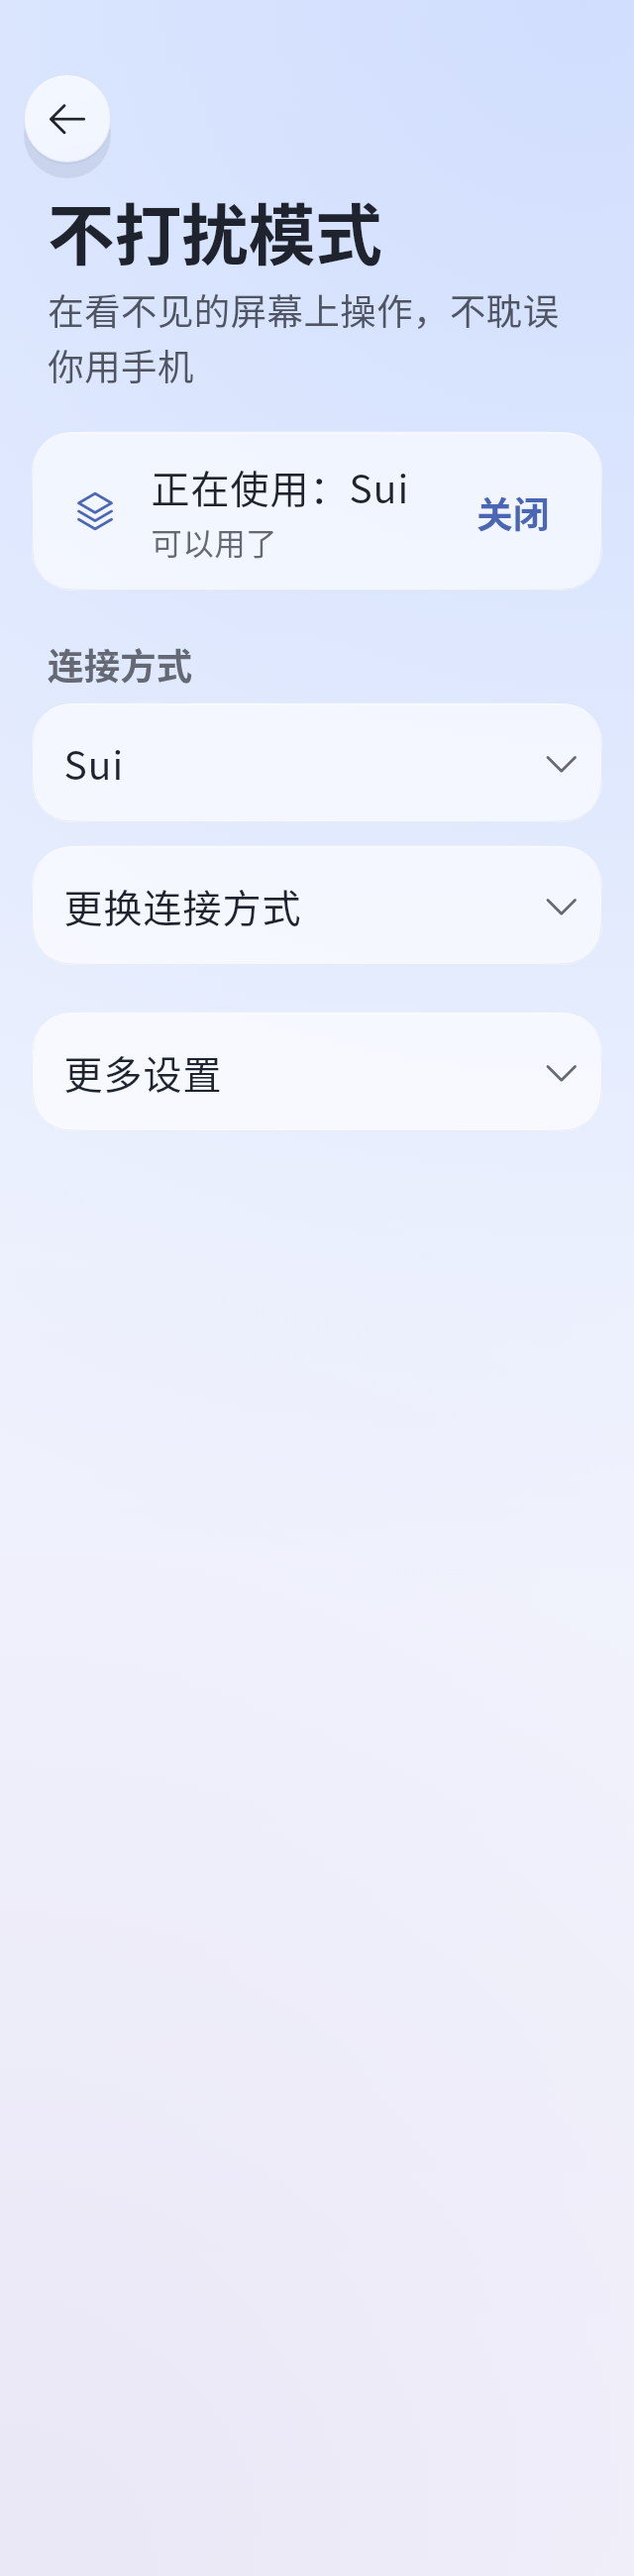 不打扰模式
在看不见的屏幕上操作，不耽误
你用手机
正在使用：Sui
可以用了
关闭
连接方式
Sui
更换连接方式
更多设置